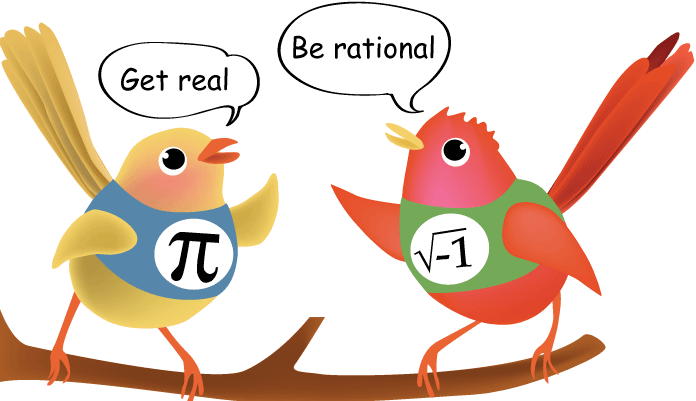 Get real
Be rational
π
√-1